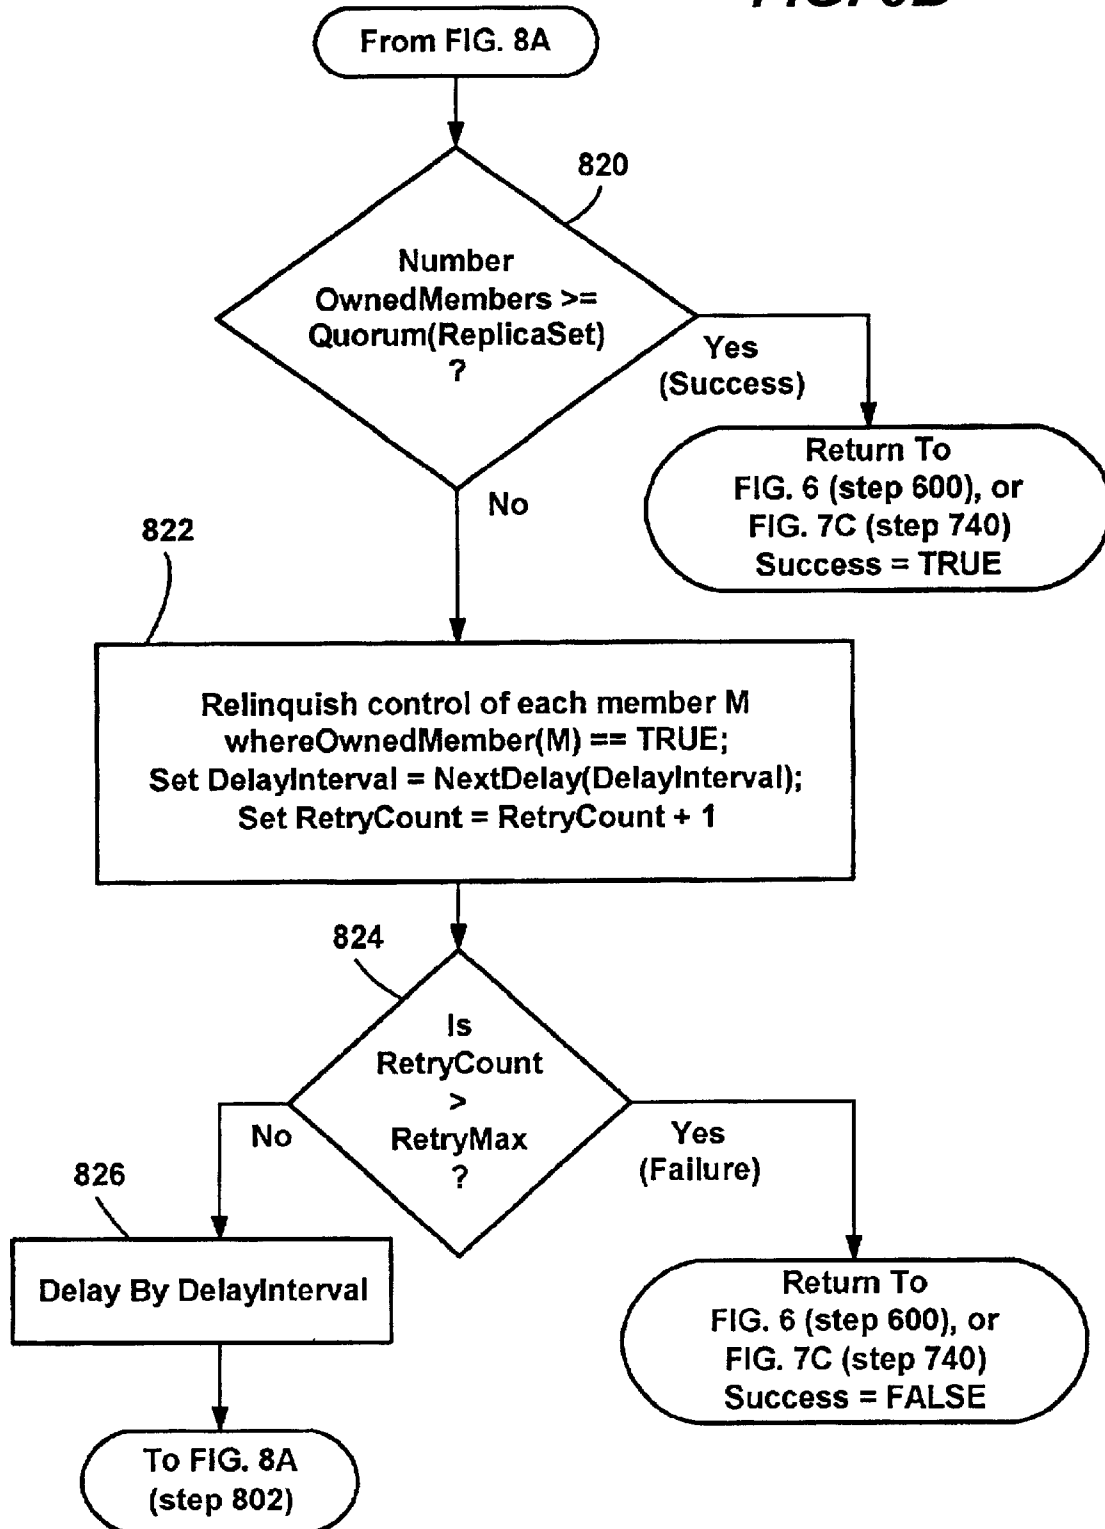 From FIG. 8A
820
Number
OwnedMembers >=
Quorum(ReplicaSet)
?
Yes
(Success)
Return To
FIG. 6 (step 600), or
FIG. 7C (step 740)
Success = TRUE
No
822
Relinquish control of each member M
whereOwnedMember(M) == TRUE;
Set DelayInterval = NextDelay(DelayInterval);
Set RetryCount = RetryCount + 1
824
Is
RetryCount
>
RetryMax
?
No
Yes
(Failure)
826
Delay By DelayInterval
Return To
FIG. 6 (step 600), or
FIG. 7C (step 740)
Success = FALSE
To FIG. 8A
(step 802)